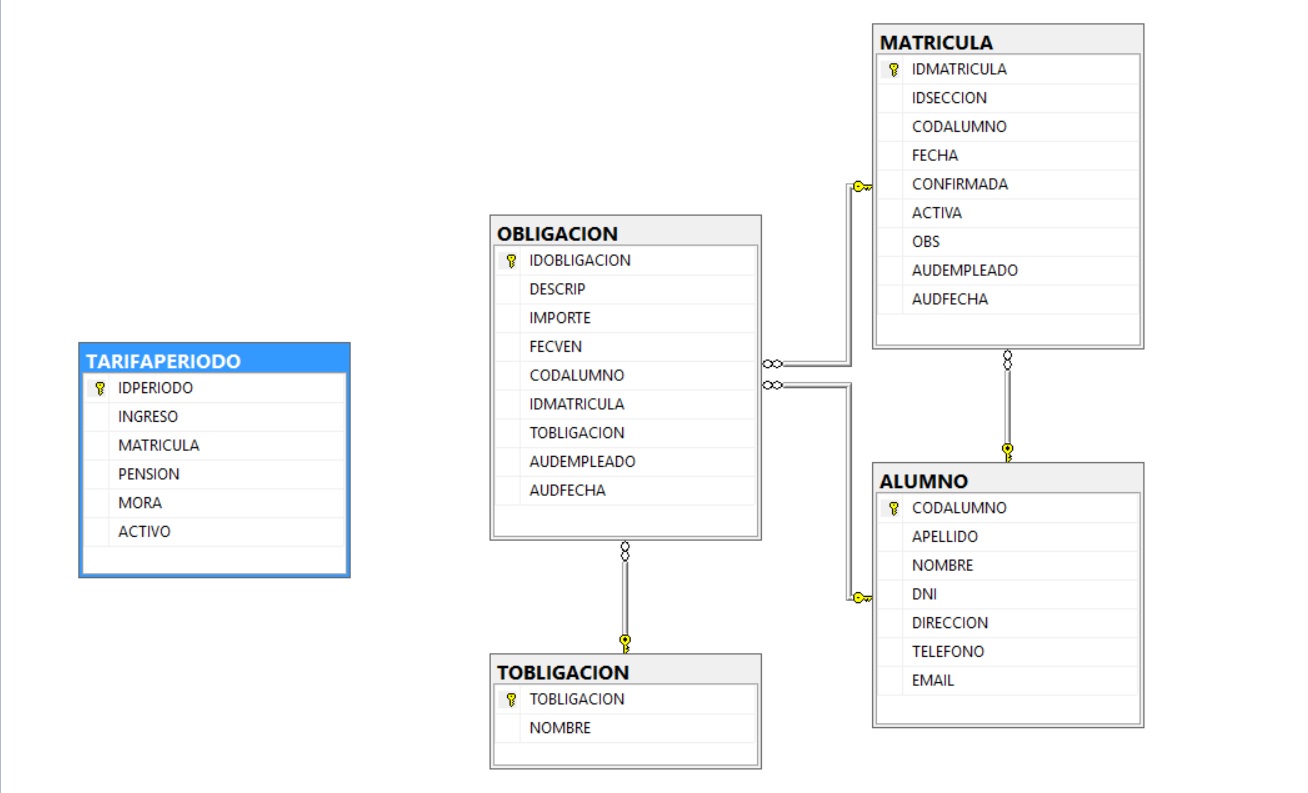 MATRICULA
IDMATRICULA
IDSECCION
CODALUMNO
FECHA
CONFIRMADA
ACTIVA
OBS
AUDEMPLEADO
AUDFECHA
OBLIGACION
IDOBLIGACION
DESCRIP
IMPORTE
FECVEN
CODALUMNO
IDMATRICULA
TOBLIGACION
AUDEMPLEADO
AUDFECHA
TARIFAPERIODO
IDPERIODO
INGRESO
MATRICULA
PENSION
MORA
ACTIVO
ALUMNO
CODALUMNO
APELLIDO
NOMBRE
DNI
DIRECCION
TELEFONO
EMAIL
TOBLIGACION
TOBLIGACION
NOMBRE